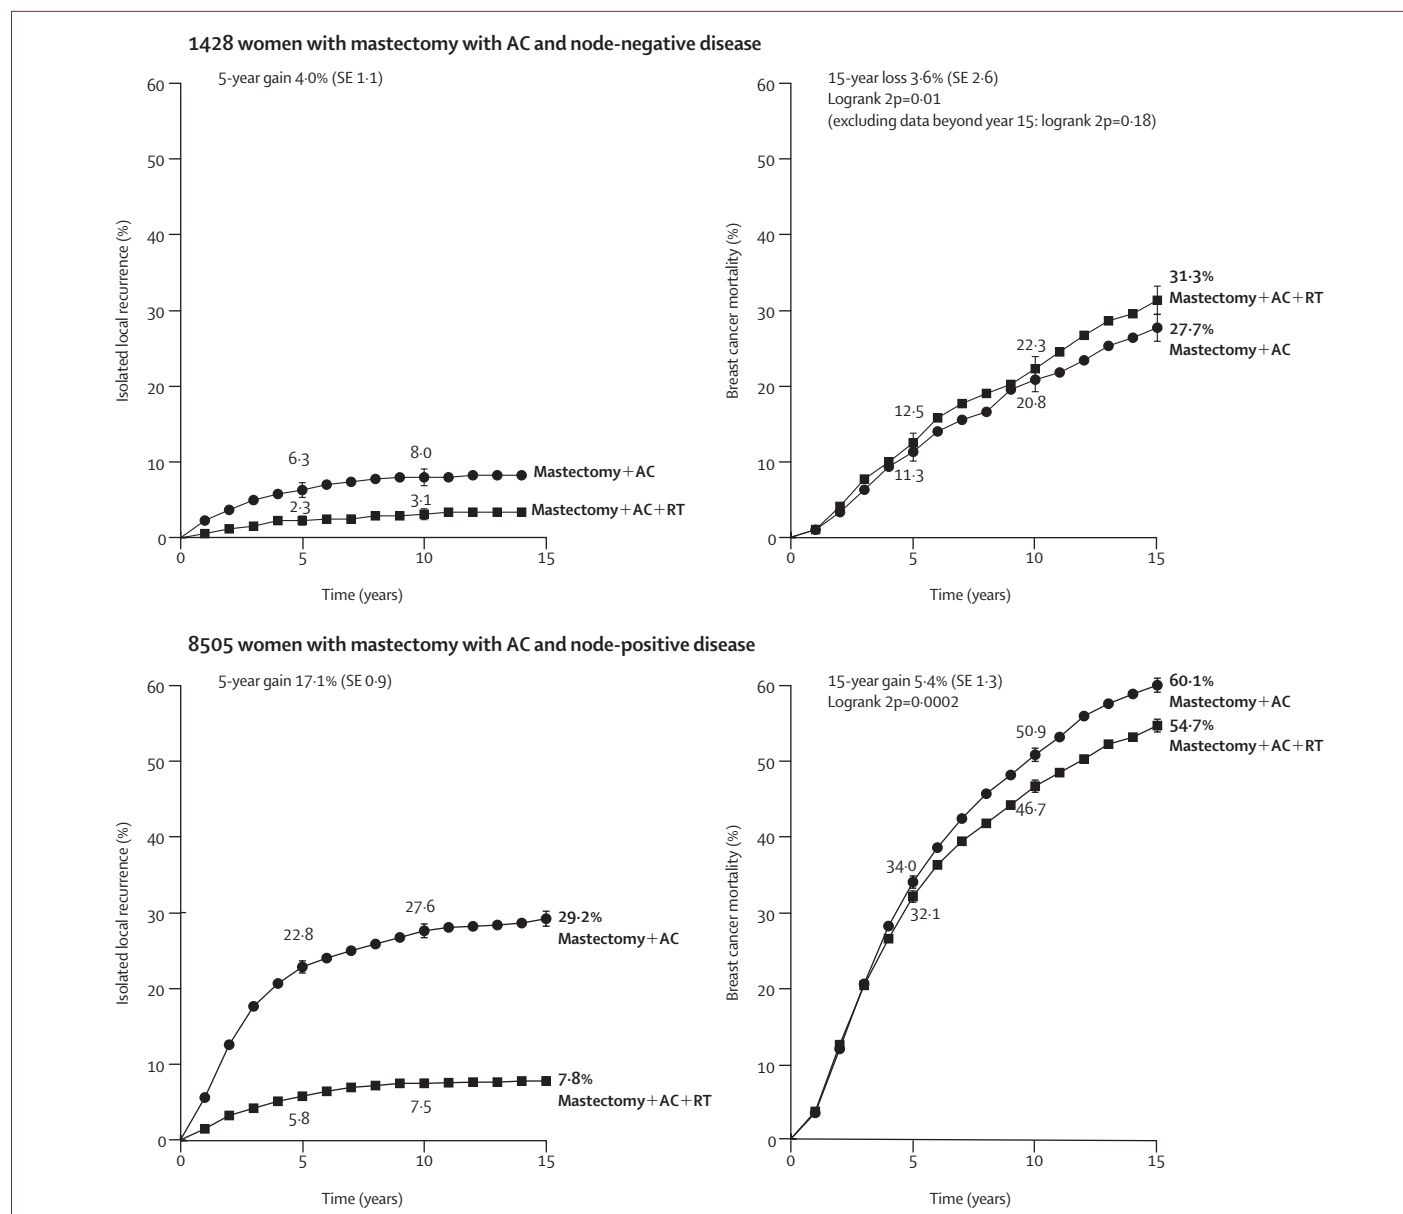 1428 women with mastectomy with AC and node-negative disease
5-year gain 4·0% (SE 1·1)
60
50
40
30
20
10
0
Isolated local recurrence (%)
6·3
8·0
2·3
3·1
Mastectomy+AC
Mastectomy+AC+RT
0
5
10
15
Time (years)
15-year loss 3·6% (SE 2·6)
Logrank 2p=0·01
(excluding data beyond year 15: logrank 2p=0·18)
60
50
40
30
20
10
0
Breast cancer mortality (%)
12·5
11·3
22·3
20·8
31·3%
Mastectomy+AC+RT
27·7%
Mastectomy+AC
0
5
10
15
Time (years)
8505 women with mastectomy with AC and node-positive disease
5-year gain 17·1% (SE 0·9)
60
50
40
30
20
10
0
Isolated local recurrence (%)
22·8
27·6
5·8
7·5
29·2%
Mastectomy+AC
7·8%
Mastectomy+AC+RT
0
5
10
15
Time (years)
15-year gain 5·4% (SE 1·3)
Logrank 2p=0·0002
60
50
40
30
20
10
0
Breast cancer mortality (%)
34·0
32·1
50·9
46·7
60·1%
Mastectomy+AC
54·7%
Mastectomy+AC+RT
0
5
10
15
Time (years)